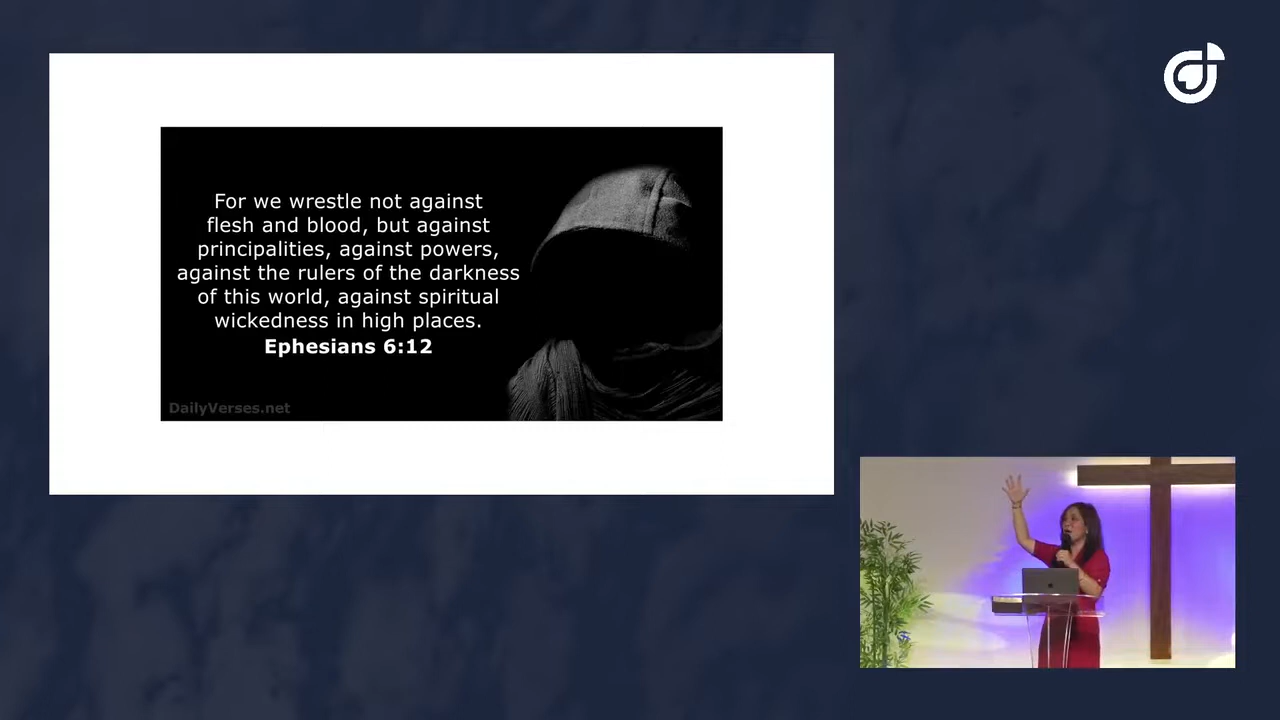 For we wrestle not against
flesh and blood, but against
principalities, against powers,
against the rulers of the darkness
of this world, against spiritual
wickedness in high places.
Ephesians 6:12
DailyVerses.net